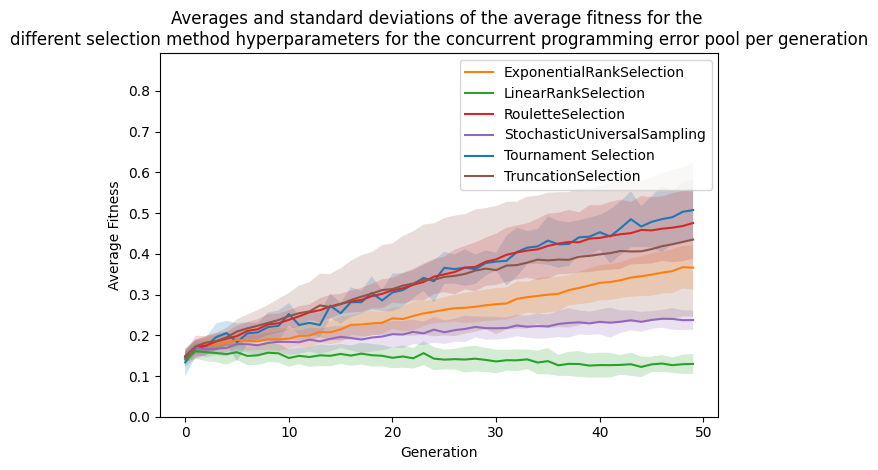 Averages and standard deviations of the average fitness for the
different selection method hyperparameters for the concurrent programming error pool per generation
ExponentialRankSelection
LinearRankSelection
RouletteSelection
StochasticUniversalSampling
Tournament Selection
TruncationSelection
Average Fitness
0.8
0.7
0.6
0.5
0.4
0.3
0.2
0.1
0.0
0
10
20
30
40
50
Generation